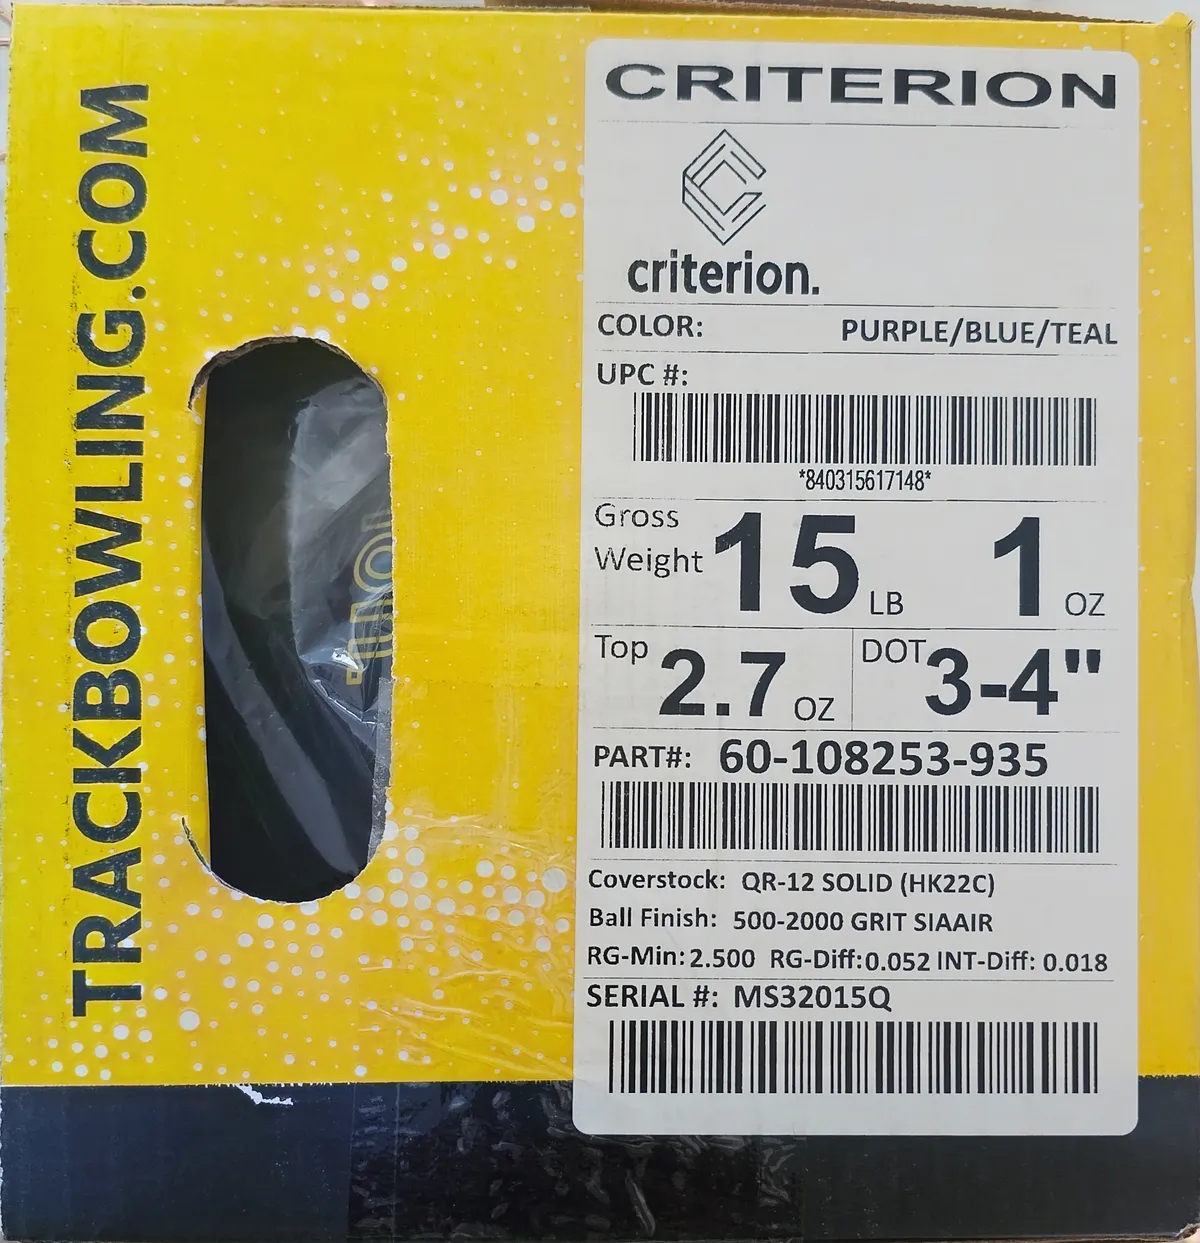 TRACKBOWLING.COM
CRITERION
criterion.
COLOR: PURPLE/BLUE/TEAL
UPC #:
*840315617148*
Gross
Weight 15 LB 1 OZ
Top 2.7 OZ DOT 3-4"
PART#: 60-108253-935
Coverstock: QR-12 SOLID (HK22C)
Ball Finish: 500-2000 GRIT SIAAIR
RG-Min: 2.500 RG-Diff: 0.052 INT-Diff: 0.018
SERIAL #: MS32015Q